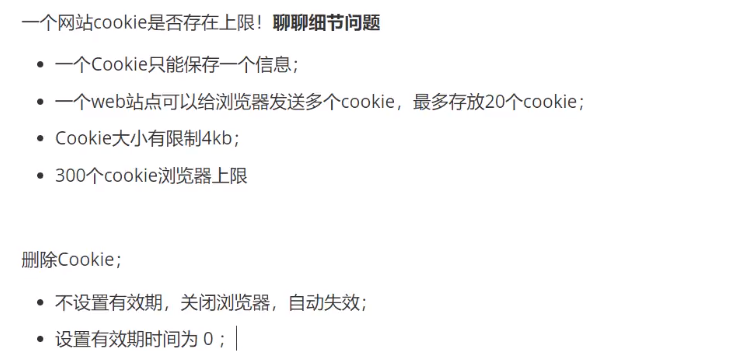 一个网站cookie是否存在上限！聊聊细节问题
一个Cookie只能保存一个信息；
一个web站点可以给浏览器发送多个cookie，最多存放20个cookie；
Cookie大小有限制4kb；
300个cookie浏览器上限
删除Cookie；
不设置有效期，关闭浏览器，自动失效；
设置有效期时间为 0 ；